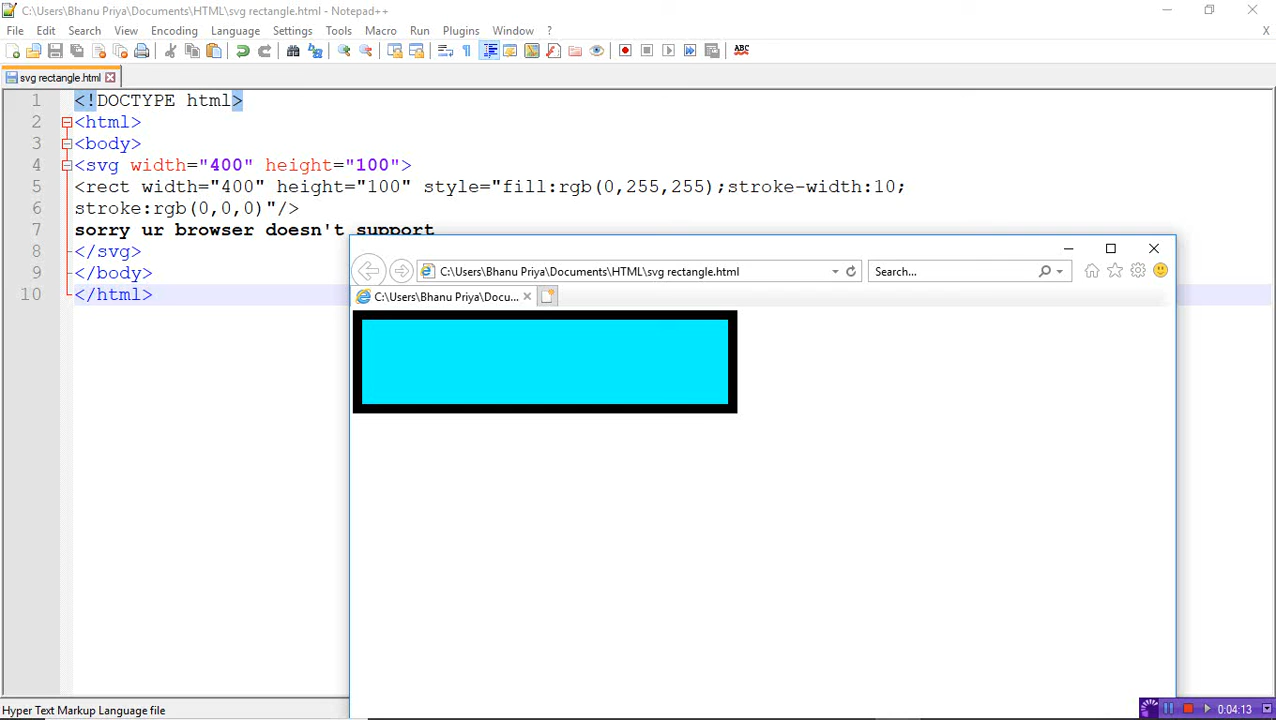 C:\Users\Bhanu Priya\Documents\HTML\svg rectangle.html - Notepad++
File Edit Search View Encoding Language Settings Tools Macro Run Plugins Window ?
X
ABC
svg rectangle.html
1 <!DOCTYPE html>
2 <html>
3 <body>
4 <svg width="400" height="100">
5 <rect width="400" height="100" style="fill:rgb(0,255,255);stroke-width:10;
6 stroke:rgb(0,0,0)"/>
7 sorry ur browser doesn't support
8 </svg>
9 </body>
10 </html>
C:\Users\Bhanu Priya\Documents\HTML\svg rectangle.html
Search...
C:\Users\Bhanu Priya\Docu...
Hyper Text Markup Language file
0:04:13